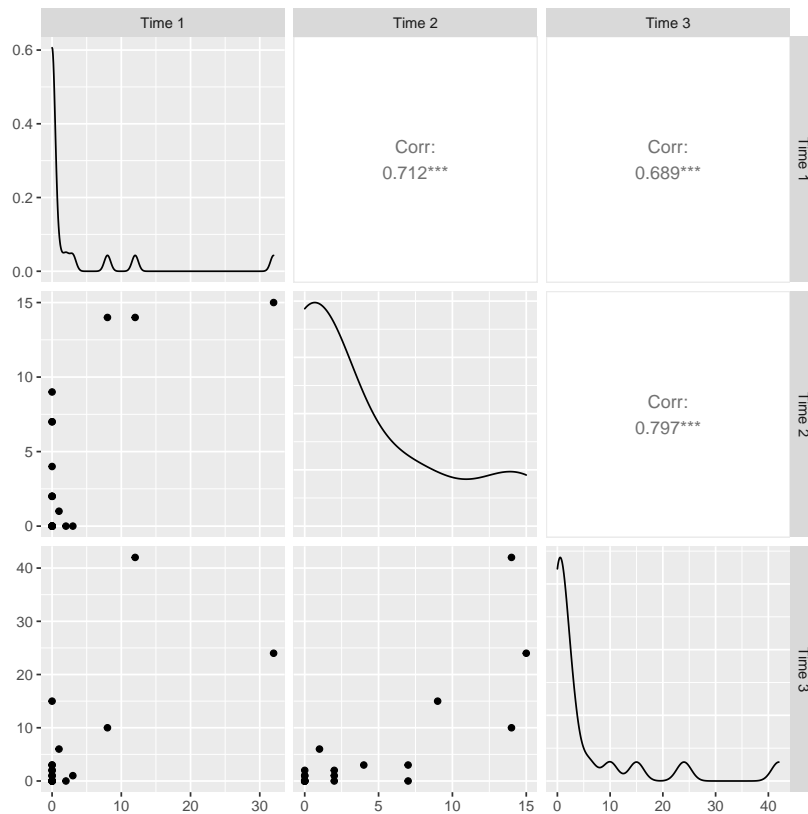 Time 1
Time 2
Time 3
0.6
0.4
0.2
0.0
Corr:
0.712***
Corr:
0.689***
Time 1
15
10
5
0
Corr:
0.797***
Time 2
40
30
20
10
0
Time 3
0 10 20 30
0 5 10 15
0 10 20 30 40